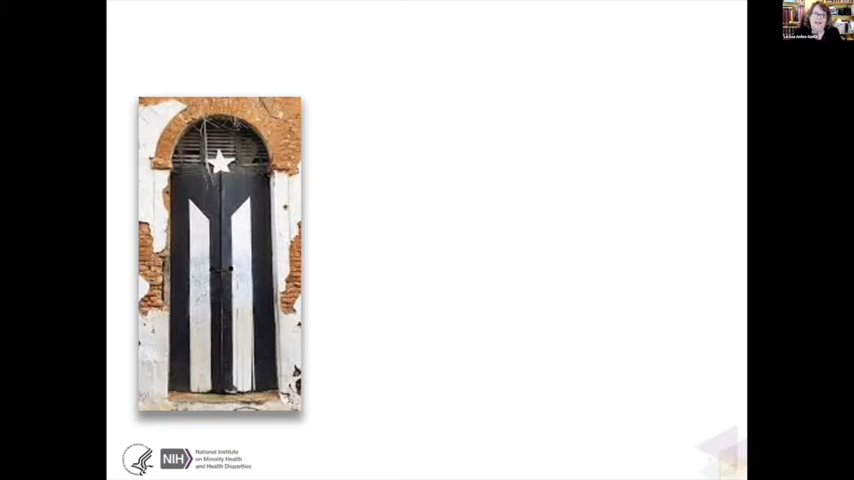 NIH
National Institute
on Minority Health
and Health Disparities